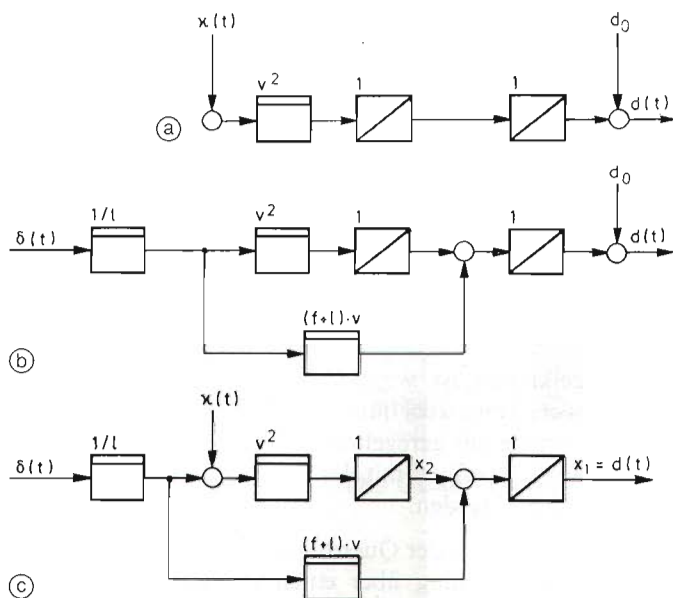 ϰ(t)
d₀
v²
1
1
d(t)
ⓐ
d₀
1/l
v²
1
1
δ(t)
d(t)
(f+l)·v
ⓑ
ϰ(t)
1/l
v²
1
1
δ(t)
x₂
x₁ = d(t)
(f+l)·v
ⓒ